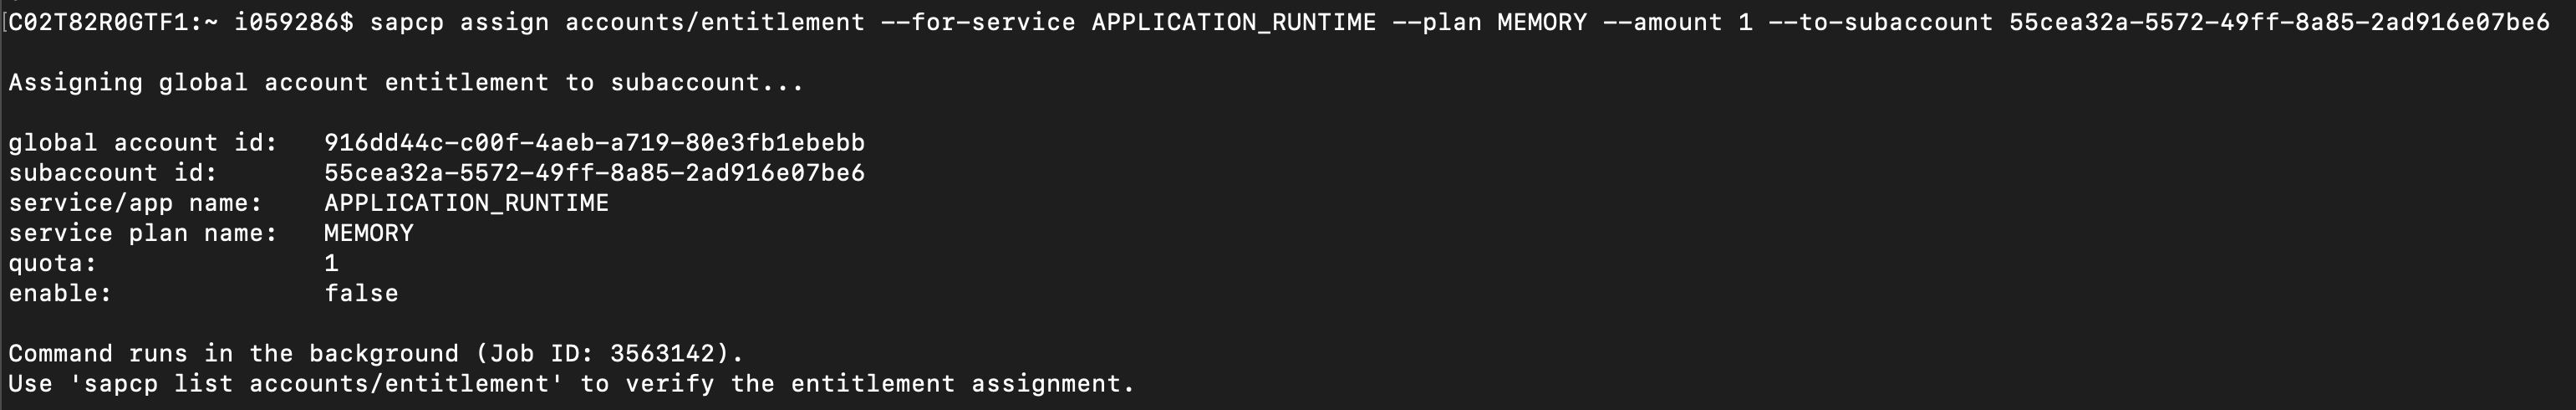 C02T82R0GTF1:~ i059286$ sapcp assign accounts/entitlement --for-service APPLICATION_RUNTIME --plan MEMORY --amount 1 --to-subaccount 55cea32a-5572-49ff-8a85-2ad916e07be6
Assigning global account entitlement to subaccount...
global account id:   916dd44c-c00f-4aeb-a719-80e3fb1ebebb
subaccount id:       55cea32a-5572-49ff-8a85-2ad916e07be6
service/app name:    APPLICATION_RUNTIME
service plan name:   MEMORY
quota:               1
enable:              false
Command runs in the background (Job ID: 3563142).
Use 'sapcp list accounts/entitlement' to verify the entitlement assignment.